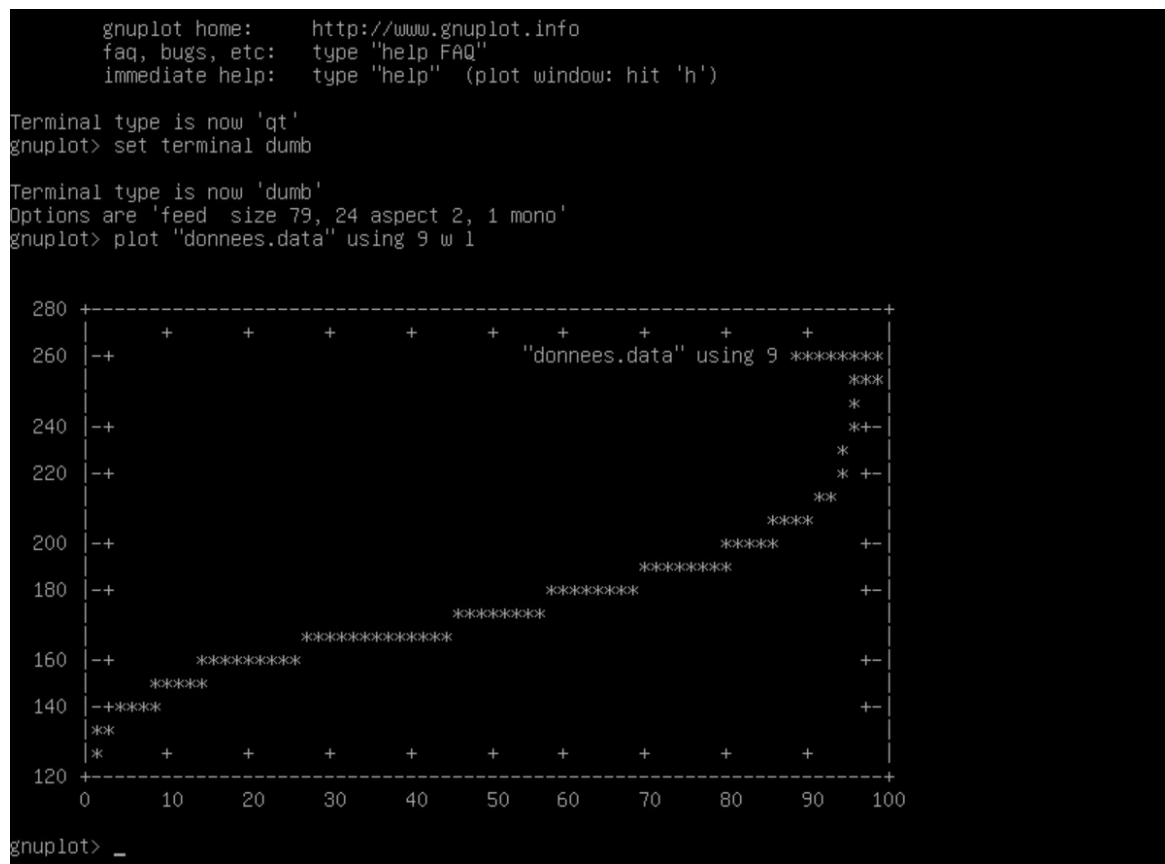 gnuplot home:     http://www.gnuplot.info
faq, bugs, etc:   type "help FAQ"
immediate help:   type "help"  (plot window: hit 'h')
Terminal type is now 'qt'
gnuplot> set terminal dumb
Terminal type is now 'dumb'
Options are 'feed  size 79, 24 aspect 2, 1 mono'
gnuplot> plot "donnees.data" using 9 w l
280
260 "donnees.data" using 9 ********
240
220
200
180
160
140
120
0 10 20 30 40 50 60 70 80 90 100
gnuplot> _